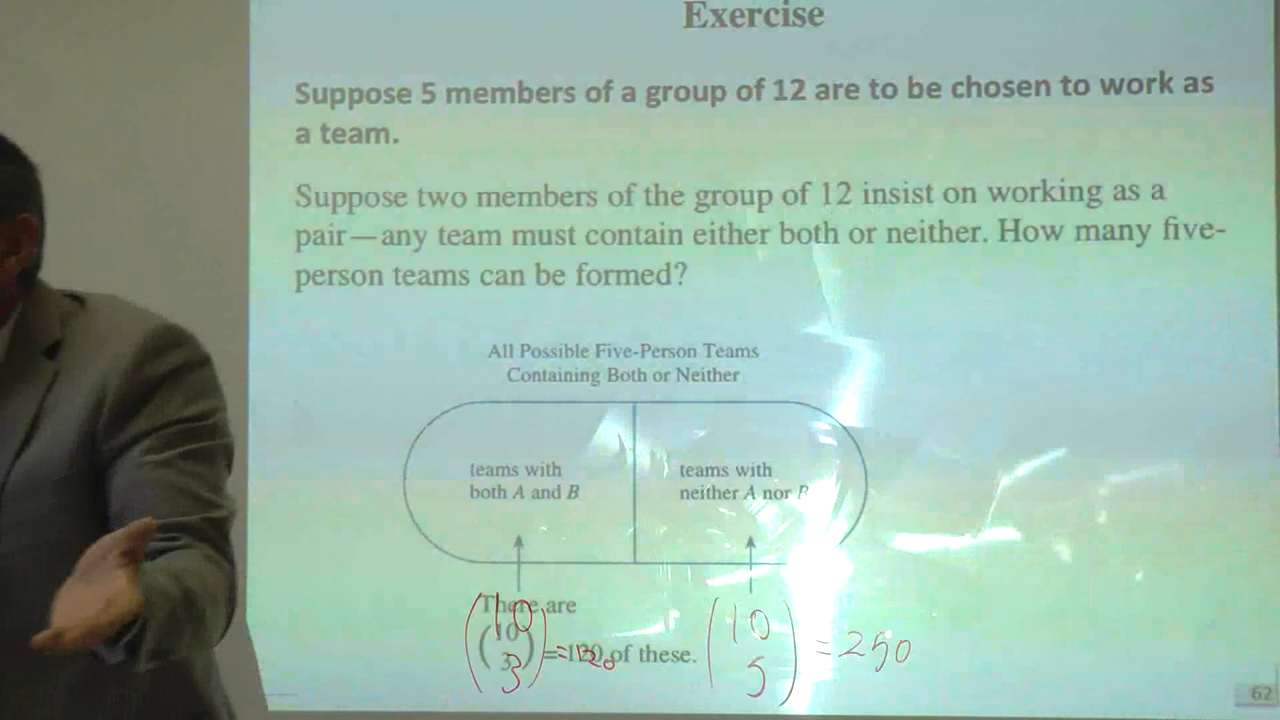 Exercise
Suppose 5 members of a group of 12 are to be chosen to work as
a team.
Suppose two members of the group of 12 insist on working as a
pair—any team must contain either both or neither. How many five-
person teams can be formed?
All Possible Five-Person Teams
Containing Both or Neither
teams with
both A and B
teams with
neither A nor B
There are
(10 3) = 120 of these.
(10 3) = 120
(10 5) = 250
62